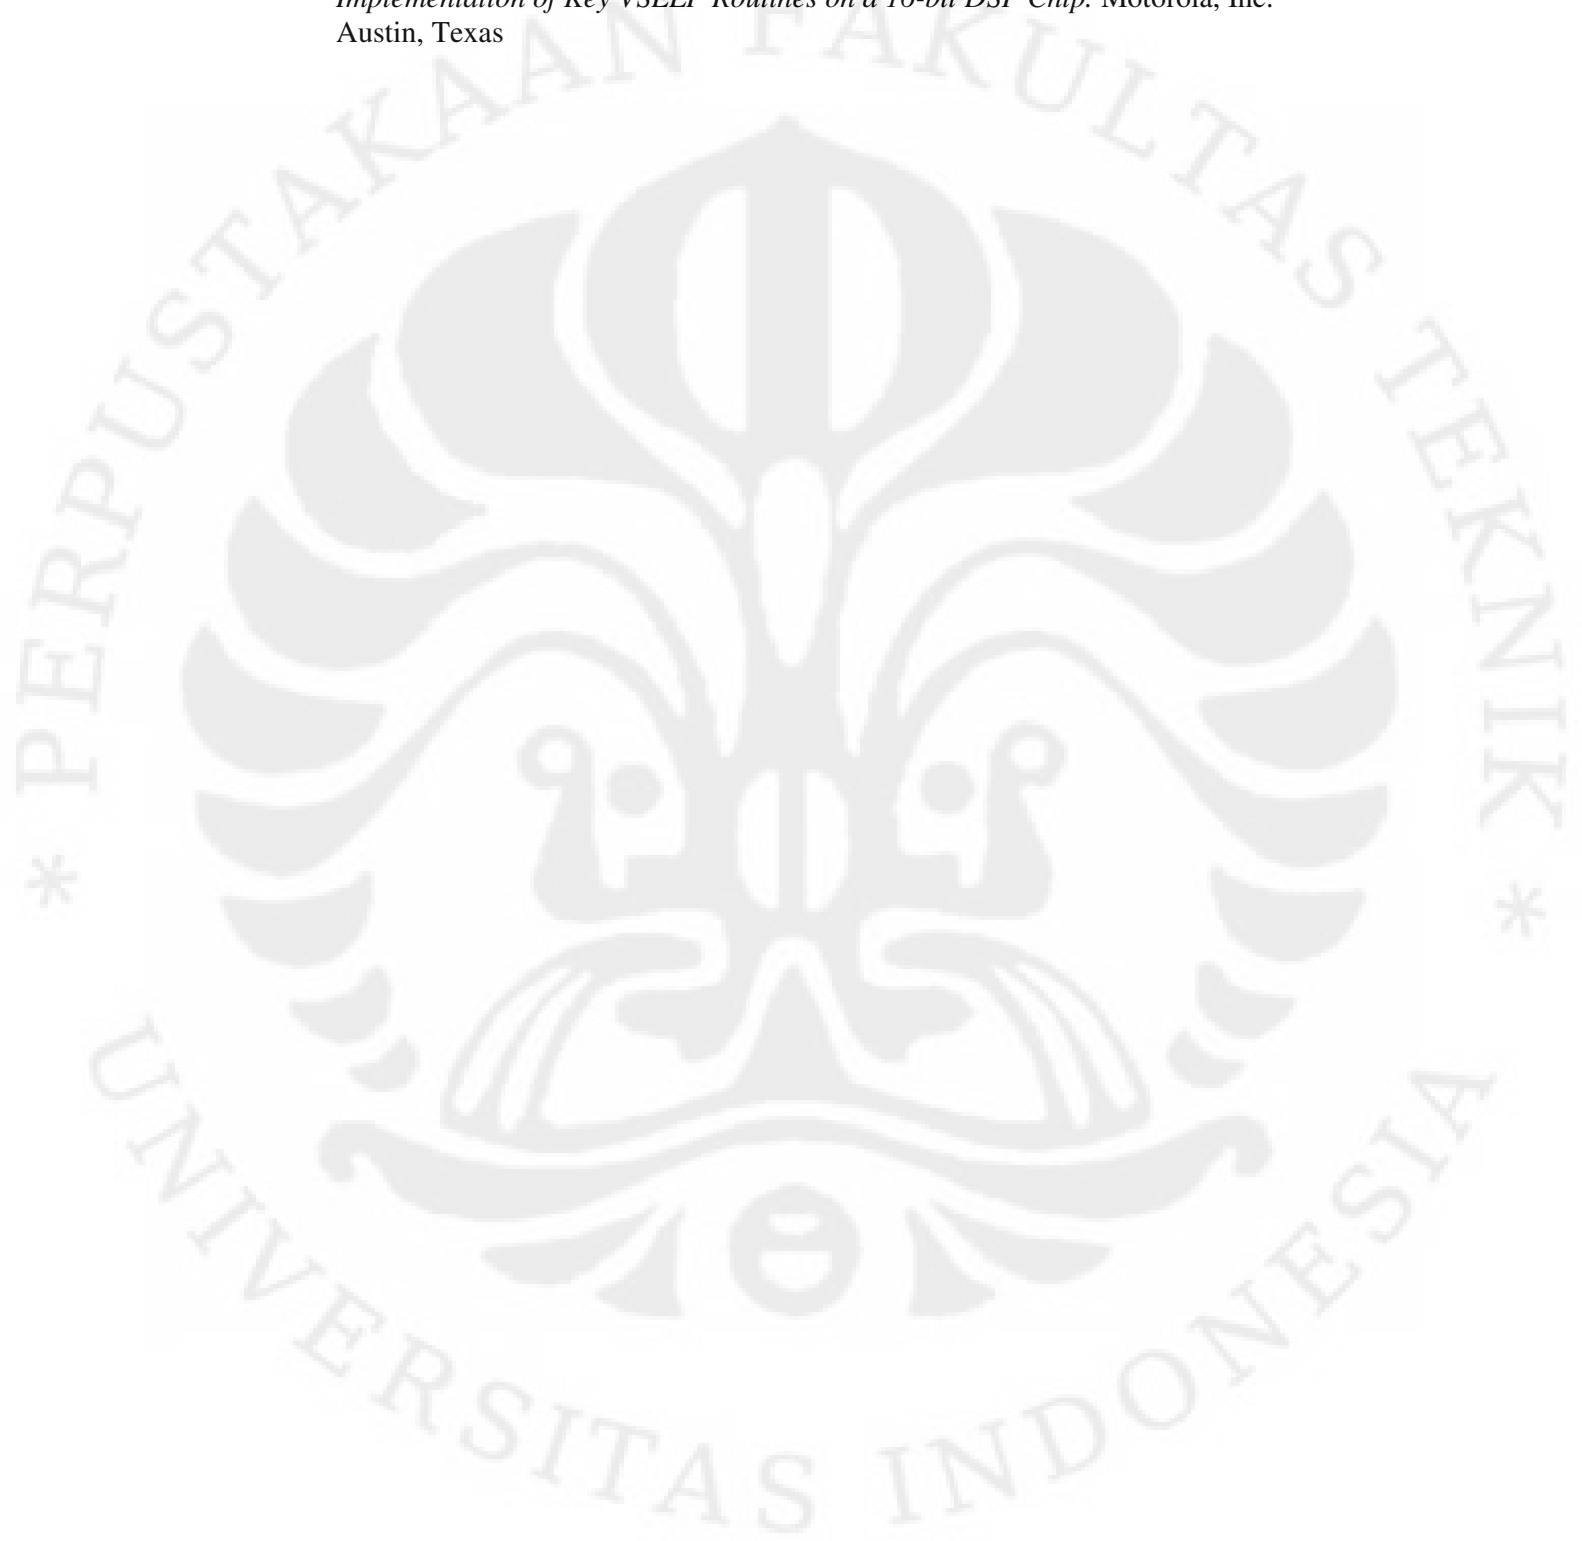 Implementation of Key VSELP Routines on a 16-bit DSP Chip. Motorola, Inc.
Austin, Texas
PERPUSTAKAAN FAKULTAS TEKNIK
* UNIVERSITAS INDONESIA *